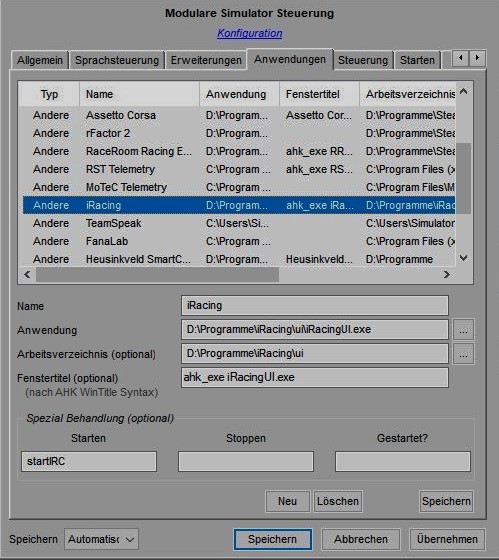 Modulare Simulator Steuerung
Konfiguration
Allgemein Sprachsteuerung Erweiterungen Anwendungen Steuerung Starten
Typ Name Anwendung Fenstertitel Arbeitsverzeichnis
Andere Assetto Corsa D:\Program... Assetto Cor... D:\Programme\Stea
Andere rFactor 2 D:\Program... D:\Programme\Stea
Andere RaceRoom Racing E... D:\Program... ahk_exe RR... D:\Programme\Stea
Andere RST Telemetry C:\Program... ahk_exe RS... C:\Program Files (x
Andere MoTeC Telemetry C:\Program... C:\Program Files\M
Andere iRacing D:\Program... ahk_exe iRa... D:\Programme\iRac
Andere TeamSpeak C:\Users\Si... C:\Users\Simulator
Andere FanaLab C:\Program... C:\Program Files (x
Andere Heusinkveld SmartC... D:\Program... Heusinkveld... D:\Programme
Name iRacing
Anwendung D:\Programme\iRacing\ui\iRacingUI.exe ...
Arbeitsverzeichnis (optional) D:\Programme\iRacing\ui ...
Fenstertitel (optional) ahk_exe iRacingUI.exe
(nach AHK WinTitle Syntax)
Spezial Behandlung (optional)
Starten Stoppen Gestartet?
startIRC
Neu Löschen Speichern
Speichern Automatisc Speichern Abbrechen Übernehmen